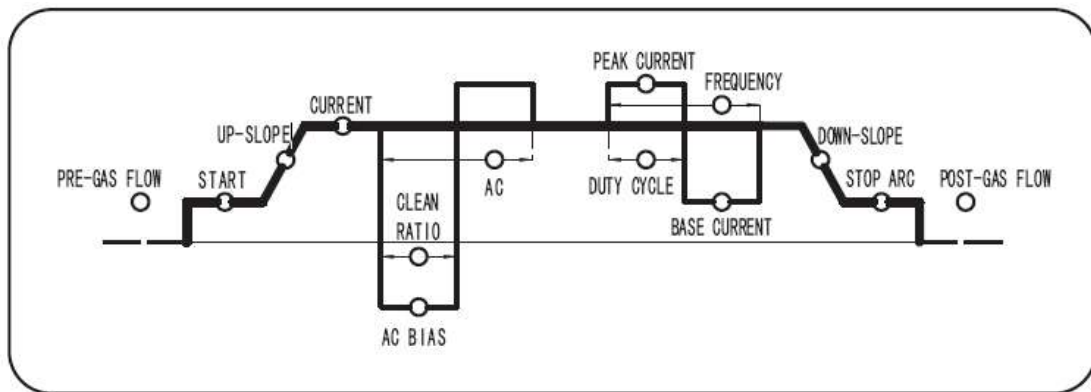 PRE-GAS FLOW
START
UP-SLOPE
CURRENT
CLEAN
RATIO
AC BIAS
AC
PEAK CURRENT
FREQUENCY
DUTY CYCLE
BASE CURRENT
DOWN-SLOPE
STOP ARC
POST-GAS FLOW